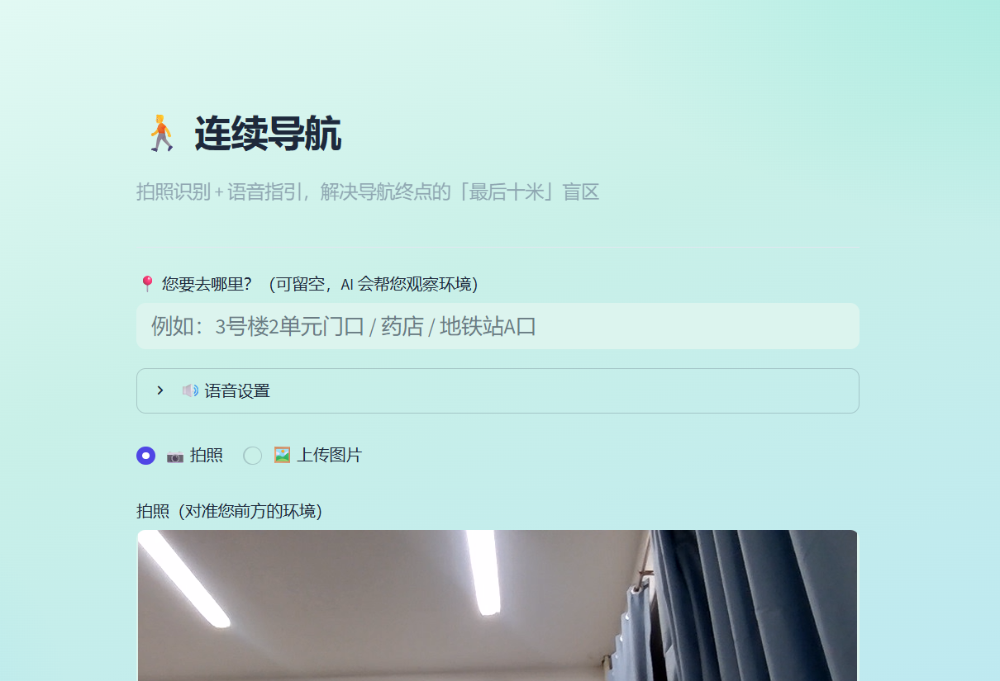 连续导航
拍照识别 + 语音指引，解决导航终点的「最后十米」盲区
您要去哪里？（可留空，AI 会帮您观察环境）
例如：3号楼2单元门口 / 药店 / 地铁站A口
语音设置
拍照 上传图片
拍照（对准您前方的环境）